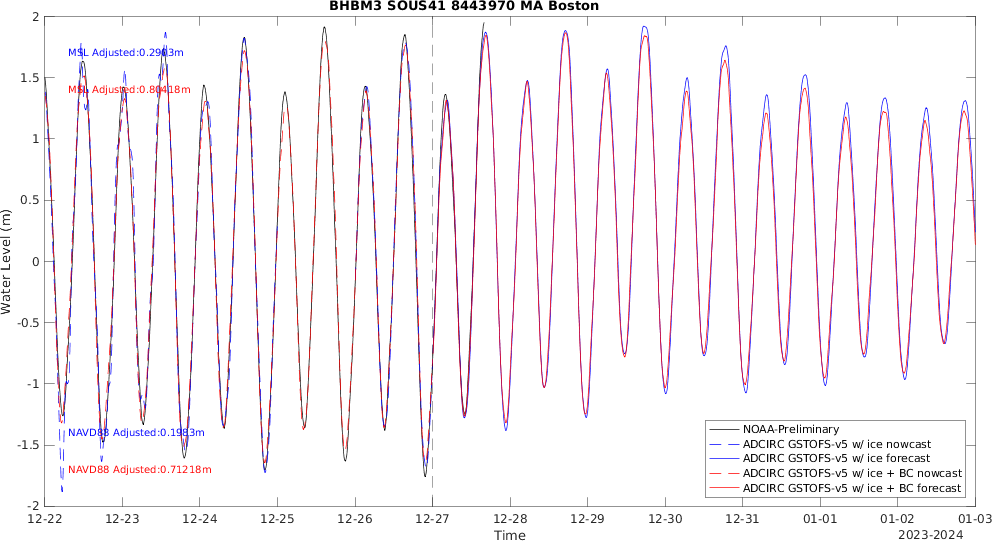 BHBM3 SOUS41 8443970 MA Boston
2
1.5
1
0.5
0
-0.5
-1
-1.5
-2
Water Level (m)
MSL Adjusted:0.2963m
MSL Adjusted:0.80418m
NAVD88 Adjusted:0.1983m
NAVD88 Adjusted:0.71218m
NOAA-Preliminary
ADCIRC GSTOFS-v5 w/ ice nowcast
ADCIRC GSTOFS-v5 w/ ice forecast
ADCIRC GSTOFS-v5 w/ ice + BC nowcast
ADCIRC GSTOFS-v5 w/ ice + BC forecast
12-22 12-23 12-24 12-25 12-26 12-27 12-28 12-29 12-30 12-31 01-01 01-02 01-03
Time
2023-2024